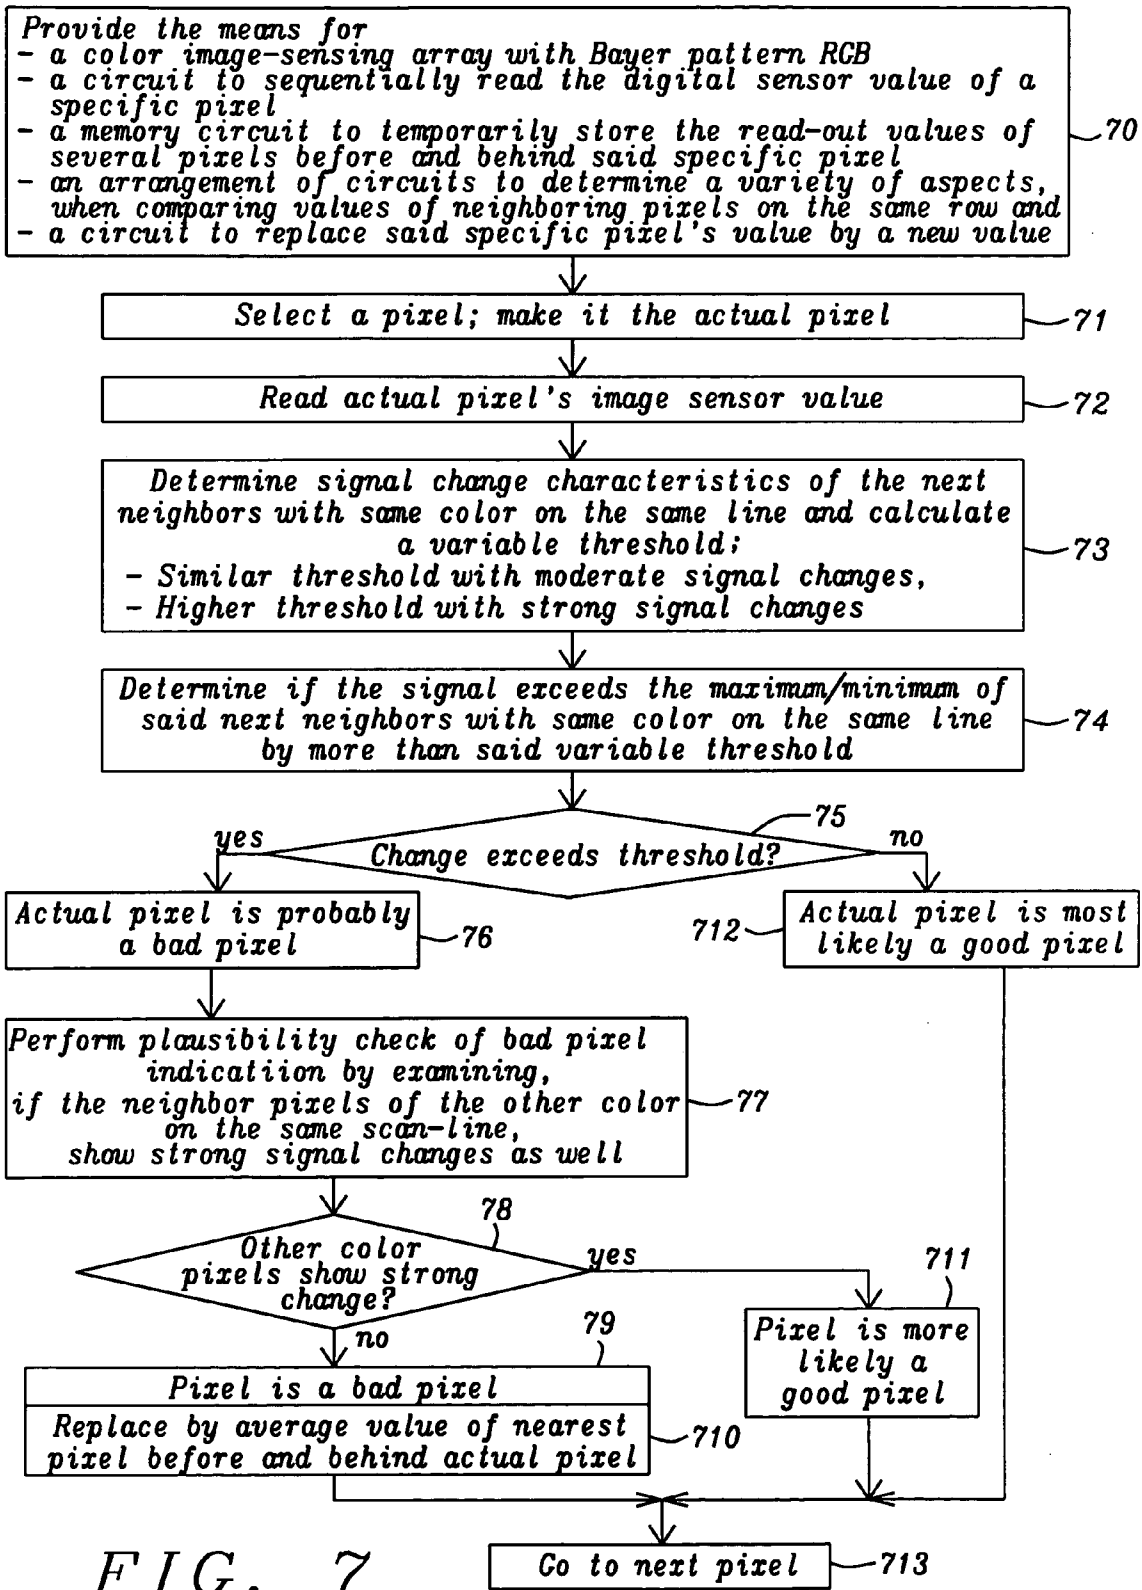 Provide the means for
- a color image-sensing array with Bayer pattern RGB
- a circuit to sequentially read the digital sensor value of a
specific pixel
- a memory circuit to temporarily store the read-out values of
several pixels before and behind said specific pixel
- an arrangement of circuits to determine a variety of aspects,
when comparing values of neighboring pixels on the same row and
- a circuit to replace said specific pixel's value by a new value
70
Select a pixel; make it the actual pixel
71
Read actual pixel's image sensor value
72
Determine signal change characteristics of the next
neighbors with same color on the same line and calculate
a variable threshold;
- Similar threshold with moderate signal changes,
- Higher threshold with strong signal changes
73
Determine if the signal exceeds the maximum/minimum of
said next neighbors with same color on the same line
by more than said variable threshold
74
75
yes
Change exceeds threshold?
no
Actual pixel is probably
a bad pixel
76
712
Actual pixel is most
likely a good pixel
Perform plausibility check of bad pixel
indicatiion by examining,
if the neighbor pixels of the other color
on the same scan-line,
show strong signal changes as well
77
78
Other color
pixels show strong
change?
yes
no
711
Pixel is more
likely a
good pixel
79
Pixel is a bad pixel
Replace by average value of nearest
pixel before and behind actual pixel
710
Go to next pixel
713
FIG. 7